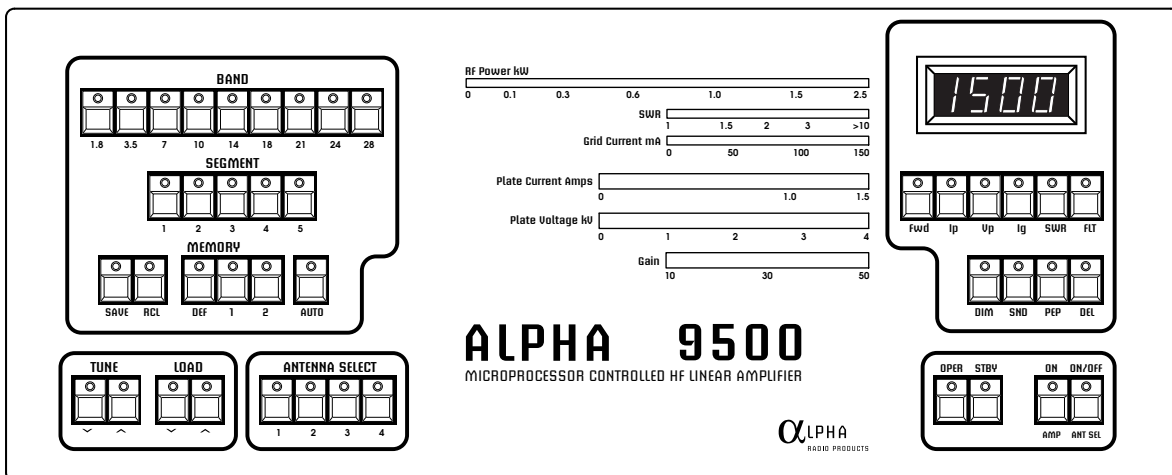 BAND
1.8 3.5 7 10 14 18 21 24 28
SEGMENT
1 2 3 4 5
MEMORY
SAVE RCL DEF 1 2 AUTO
TUNE LOAD
ANTENNA SELECT
1 2 3 4
RF Power kW
0 0.1 0.3 0.6 1.0 1.5 2.5
SWR
1 1.5 2 3 >10
Grid Current mA
0 50 100 150
Plate Current Amps
0 1.0 1.5
Plate Voltage kV
0 1 2 3 4
Gain
10 30 50
ALPHA 9500
MICROPROCESSOR CONTROLLED HF LINEAR AMPLIFIER
αLPHA
RADIO PRODUCTS
1500
Fwd Ip Vp Ig SWR FLT
DIM SND PEP DEL
OPER STBY ON ON/OFF
AMP ANT SEL